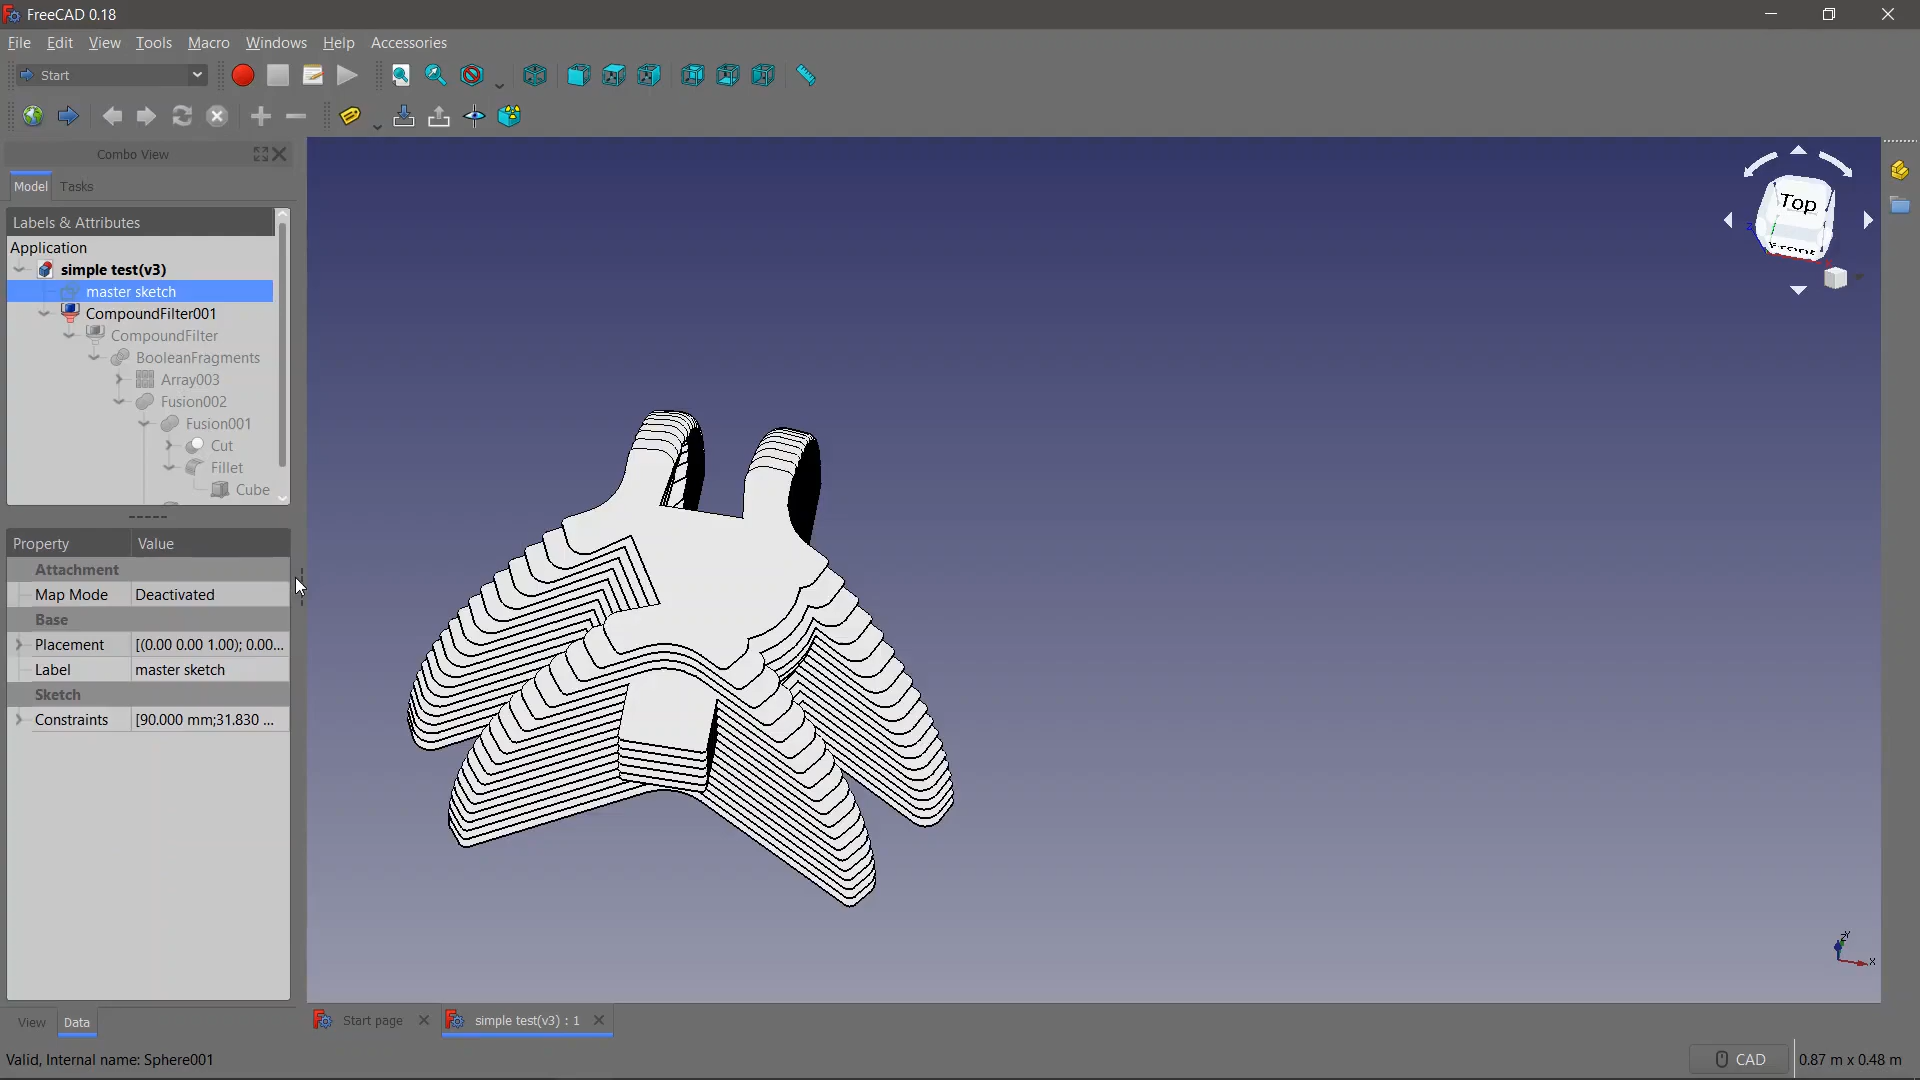 FreeCAD 0.18
File Edit View Tools Macro Windows Help Accessories
Start
Combo View
Model Tasks
Labels & Attributes
Application
simple test(v3)
master sketch
CompoundFilter001
CompoundFilter
BooleanFragments
Array003
Fusion002
Fusion001
Cut
Fillet
Cube
Property Value
Attachment
Map Mode Deactivated
Base
Placement [(0.00 0.00 1.00); 0.00...
Label master sketch
Sketch
Constraints [90.000 mm;31.830 ...
View Data
Top
Front
Z
Y
X
Start page
simple test(v3) : 1
Valid, Internal name: Sphere001
CAD
0.87 m x 0.48 m